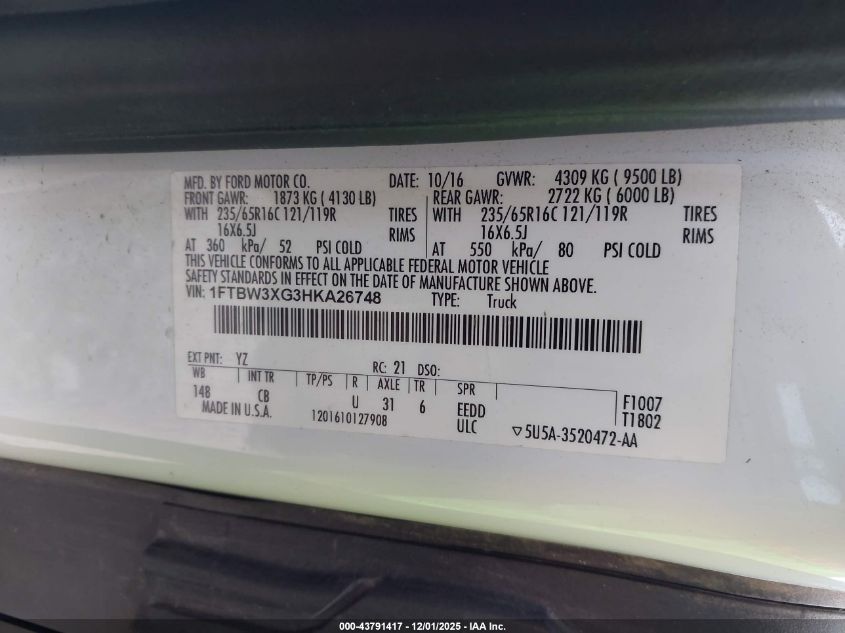 MFD. BY FORD MOTOR CO. DATE: 10/16 GVWR: 4309 KG ( 9500 LB)
FRONT GAWR: 1873 KG ( 4130 LB) REAR GAWR: 2722 KG ( 6000 LB)
WITH 235/65R16C 121/119R TIRES WITH 235/65R16C 121/119R TIRES
16X6.5J RIMS 16X6.5J RIMS
AT 360 kPa/ 52 PSI COLD AT 550 kPa/ 80 PSI COLD
THIS VEHICLE CONFORMS TO ALL APPLICABLE FEDERAL MOTOR VEHICLE
SAFETY STANDARDS IN EFFECT ON THE DATE OF MANUFACTURE SHOWN ABOVE.
VIN: 1FTBW3XG3HKA26748 TYPE: Truck
EXT PNT: YZ RC: 21 DSO:
WB INT TR TP/PS R AXLE TR SPR F1007
148 CB U 31 6 EEDD T1802
MADE IN U.S.A. 1201610127908 ULC ▽5U5A-3520472-AA
000-43791417 - 12/01/2025 - IAA Inc.